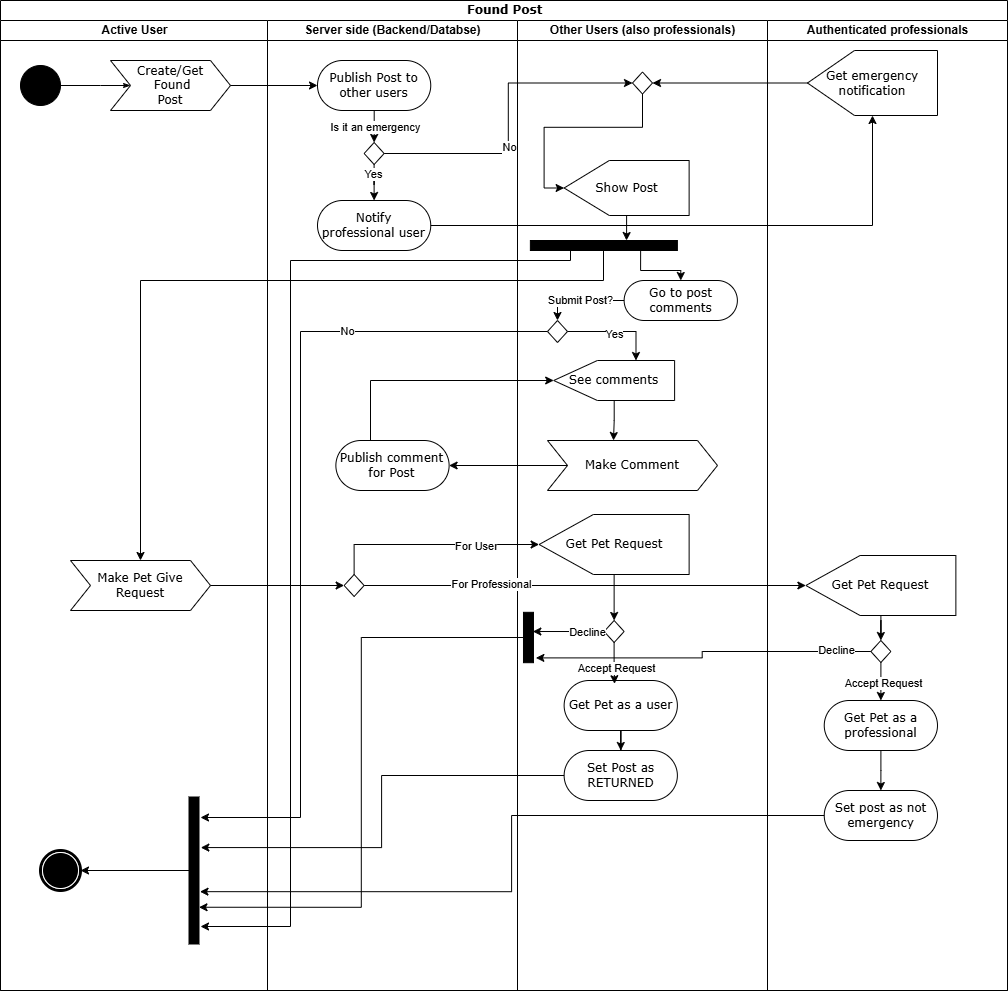 Found Post
Active User
Server side (Backend/Databse)
Other Users (also professionals)
Authenticated professionals
Create/Get
Found
Post
Publish Post to
other users
Get emergency
notification
Is it an emergency
No
Yes
Show Post
Notify
professional user
Go to post
comments
Submit Post?
No
Yes
See comments
Publish comment
for Post
Make Comment
For User
Get Pet Request
Make Pet Give
Request
For Professional
Get Pet Request
Decline
Decline
Accept Request
Accept Request
Get Pet as a user
Get Pet as a
professional
Set Post as
RETURNED
Set post as not
emergency